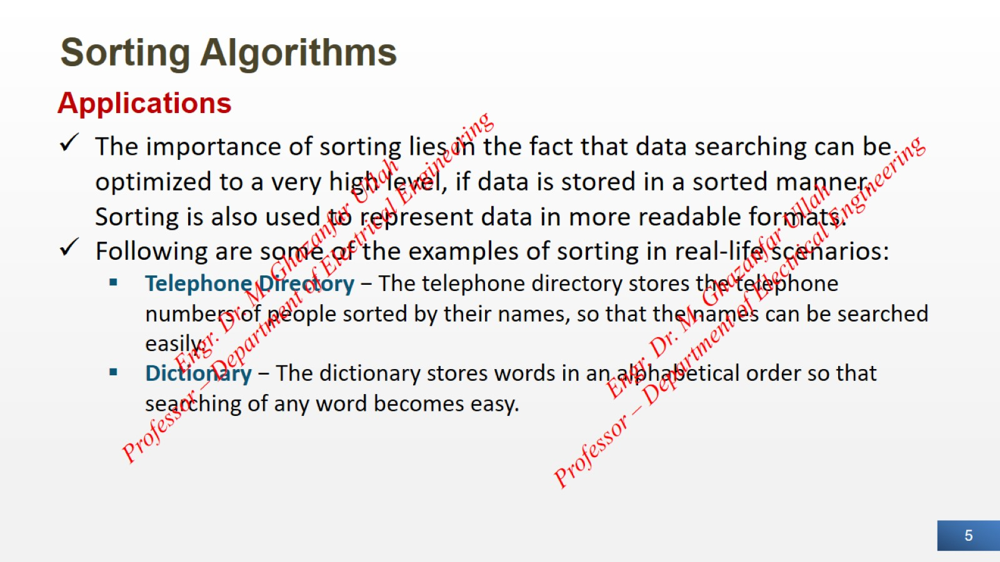 Sorting Algorithms
Applications
✓ The importance of sorting lies in the fact that data searching can be
optimized to a very high level, if data is stored in a sorted manner.
Sorting is also used to represent data in more readable formats.
✓ Following are some of the examples of sorting in real-life scenarios:
▪ Telephone Directory – The telephone directory stores the telephone
numbers of people sorted by their names, so that the names can be searched
easily.
▪ Dictionary – The dictionary stores words in an alphabetical order so that
searching of any word becomes easy.
Engr. Dr. M. Ghazanfar Ullah
Professor – Department of Electrical Engineering
Engr. Dr. M. Ghazanfar Ullah
Professor – Department of Electrical Engineering
5